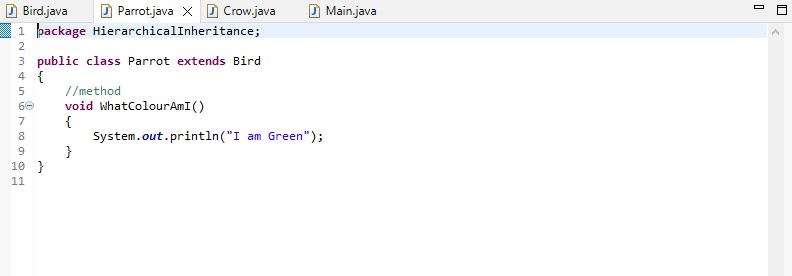 Bird.java Parrot.java Crow.java Main.java
1 package HierarchicalInheritance;
2
3 public class Parrot extends Bird
4 {
5 //method
6 void WhatColourAmI()
7 {
8 System.out.println("I am Green");
9 }
10 }
11